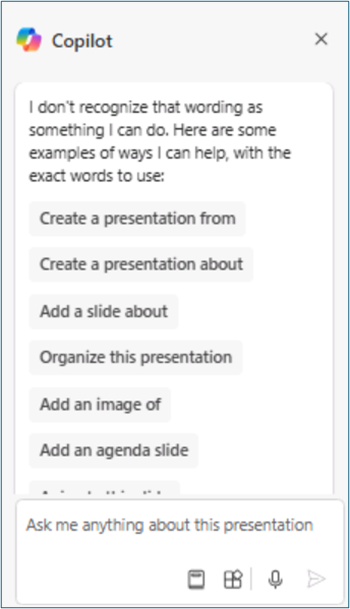 Copilot
I don't recognize that wording as
something I can do. Here are some
examples of ways I can help, with the
exact words to use:
Create a presentation from
Create a presentation about
Add a slide about
Organize this presentation
Add an image of
Add an agenda slide
Ask me anything about this presentation